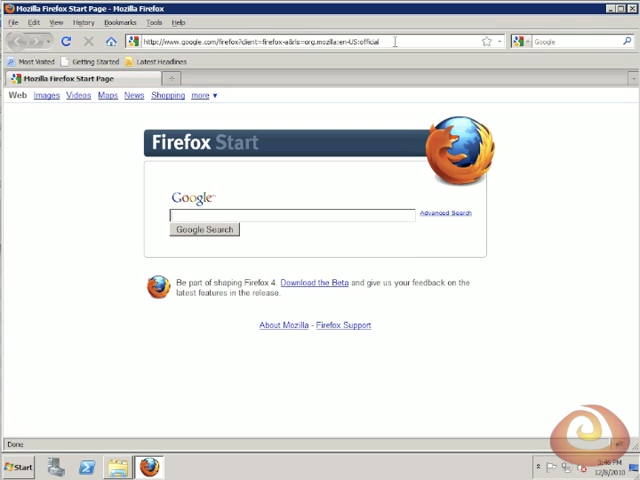 Mozilla Firefox Start Page - Mozilla Firefox
File Edit View History Bookmarks Tools Help
http://www.google.com/firefox?client=firefox-a&rls=org.mozilla:en-US:official
Google
Most Visited Getting Started Latest Headlines
Mozilla Firefox Start Page
Web Images Videos Maps News Shopping more ▼
Firefox Start
Google™
Advanced Search
Google Search
Be part of shaping Firefox 4. Download the Beta and give us your feedback on the
latest features in the release.
About Mozilla - Firefox Support
Done
Start
3:46 PM
12/8/2010